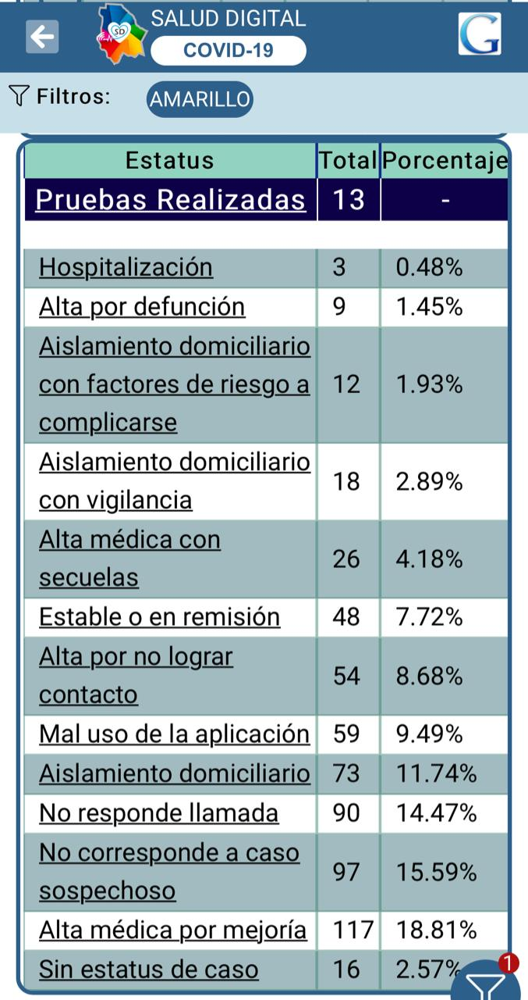 SALUD DIGITAL
SD
COVID-19
G
Filtros:
AMARILLO
Estatus Total Porcentaje
Pruebas Realizadas 13 -
Hospitalización 3 0.48%
Alta por defunción 9 1.45%
Aislamiento domiciliario
con factores de riesgo a 12 1.93%
complicarse
Aislamiento domiciliario
con vigilancia 18 2.89%
Alta médica con
secuelas 26 4.18%
Estable o en remisión 48 7.72%
Alta por no lograr
contacto 54 8.68%
Mal uso de la aplicación 59 9.49%
Aislamiento domiciliario 73 11.74%
No responde llamada 90 14.47%
No corresponde a caso
sospechoso 97 15.59%
Alta médica por mejoría 117 18.81%
Sin estatus de caso 16 2.57%
1